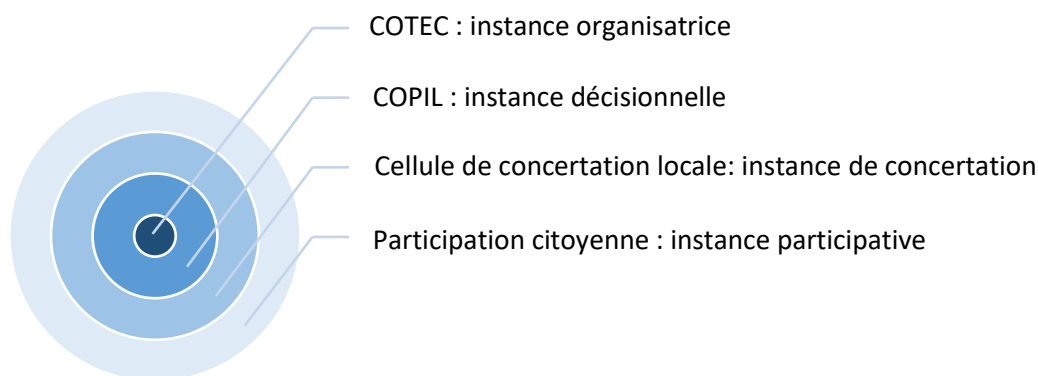 COTEC : instance organisatrice
COPIL : instance décisionnelle
Cellule de concertation locale: instance de concertation
Participation citoyenne : instance participative